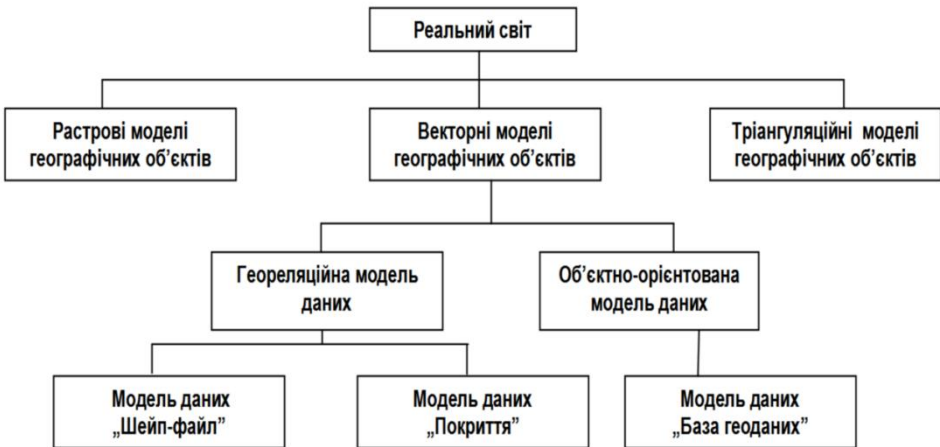 Реальний світ
Растрові моделі
географічних об’єктів
Векторні моделі
географічних об’єктів
Тріангуляційні моделі
географічних об’єктів
Геореляційна модель
даних
Об’єктно-орієнтована
модель даних
Модель даних
„Шейп-файл”
Модель даних
„Покриття”
Модель даних
„База геоданих”